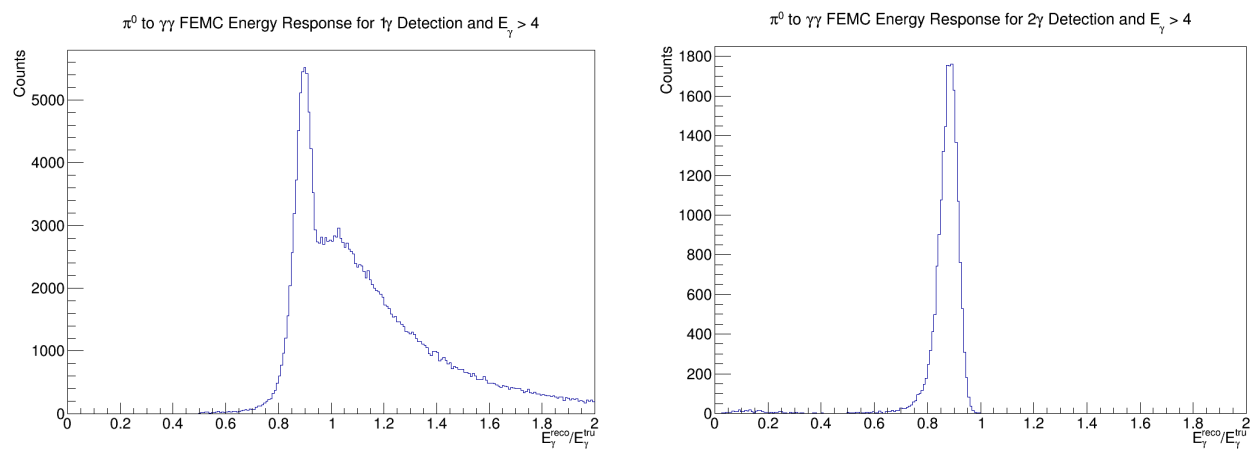 π⁰ to γγ FEMC Energy Response for 1γ Detection and E_γ > 4
Counts
5000
4000
3000
2000
1000
0
0 0.2 0.4 0.6 0.8 1 1.2 1.4 1.6 1.8 2
E_γ^reco/E_γ^tru
π⁰ to γγ FEMC Energy Response for 2γ Detection and E_γ > 4
Counts
1800
1600
1400
1200
1000
800
600
400
200
0
0 0.2 0.4 0.6 0.8 1 1.2 1.4 1.6 1.8 2
E_γ^reco/E_γ^tru